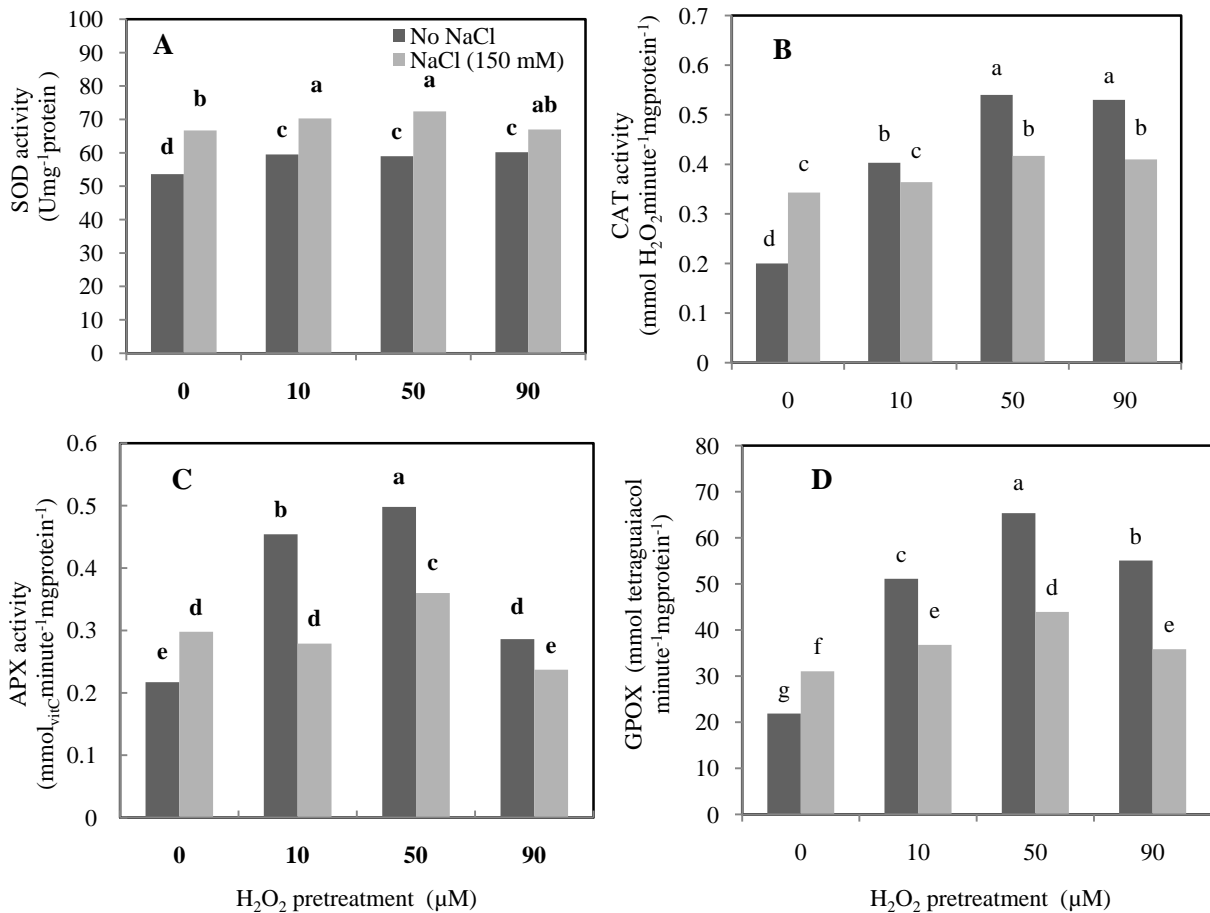 A
No NaCl
NaCl (150 mM)
SOD activity
(Umg⁻¹protein )
100
90
80
70
60
50
40
30
20
10
0
d
b
c
a
c
a
c
ab
0 10 50 90
B
CAT activity
(mmol H₂O₂minute⁻¹mgprotein⁻¹)
0.7
0.6
0.5
0.4
0.3
0.2
0.1
0
d
c
b
c
a
b
a
b
0 10 50 90
C
APX activity
(mmolvitCminute⁻¹mgprotein⁻¹)
0.6
0.5
0.4
0.3
0.2
0.1
0
e
d
b
d
a
c
d
e
0 10 50 90
H₂O₂ pretreatment (µM)
D
GPOX (mmol tetraguaiacol
minute⁻¹mgprotein⁻¹)
80
70
60
50
40
30
20
10
0
g
f
c
e
a
d
b
e
0 10 50 90
H₂O₂ pretreatment (µM)